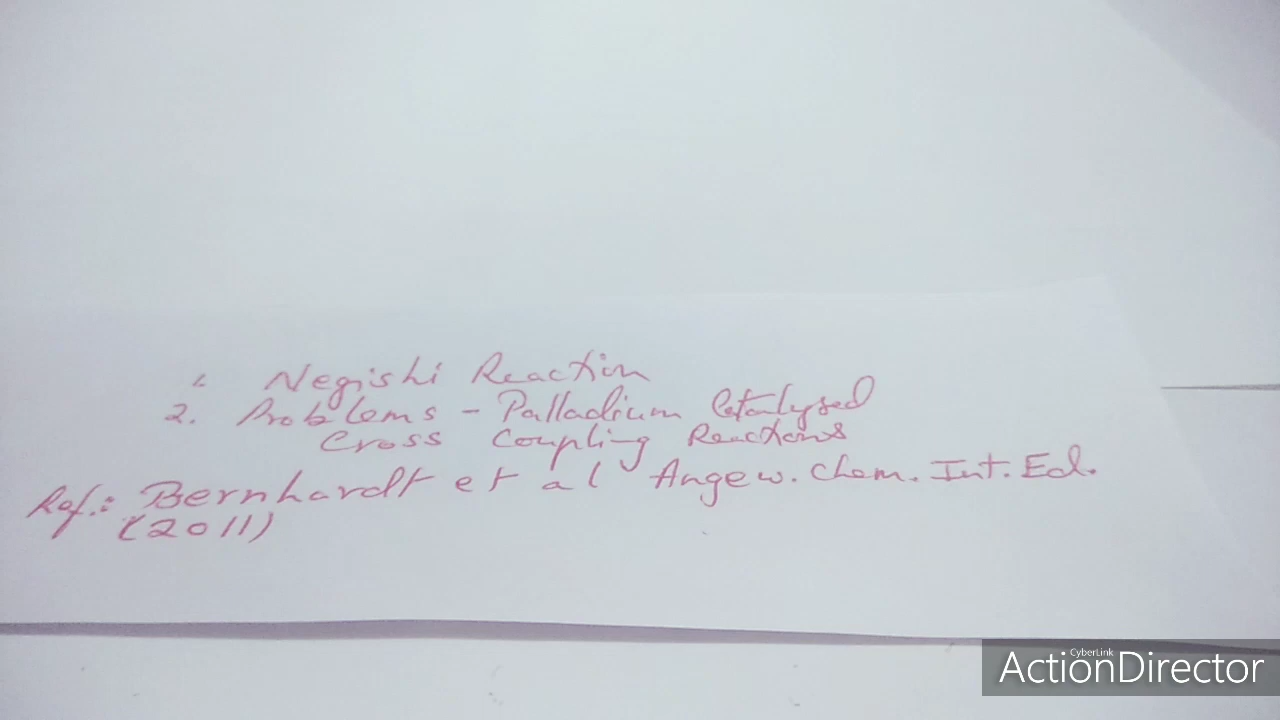 1. Negishi Reaction
2. Problems - Palladium Catalysed
Cross Coupling Reactions
Ref.: Bernhardt et al Angew. Chem. Int. Ed.
(2011)
CyberLink
ActionDirector